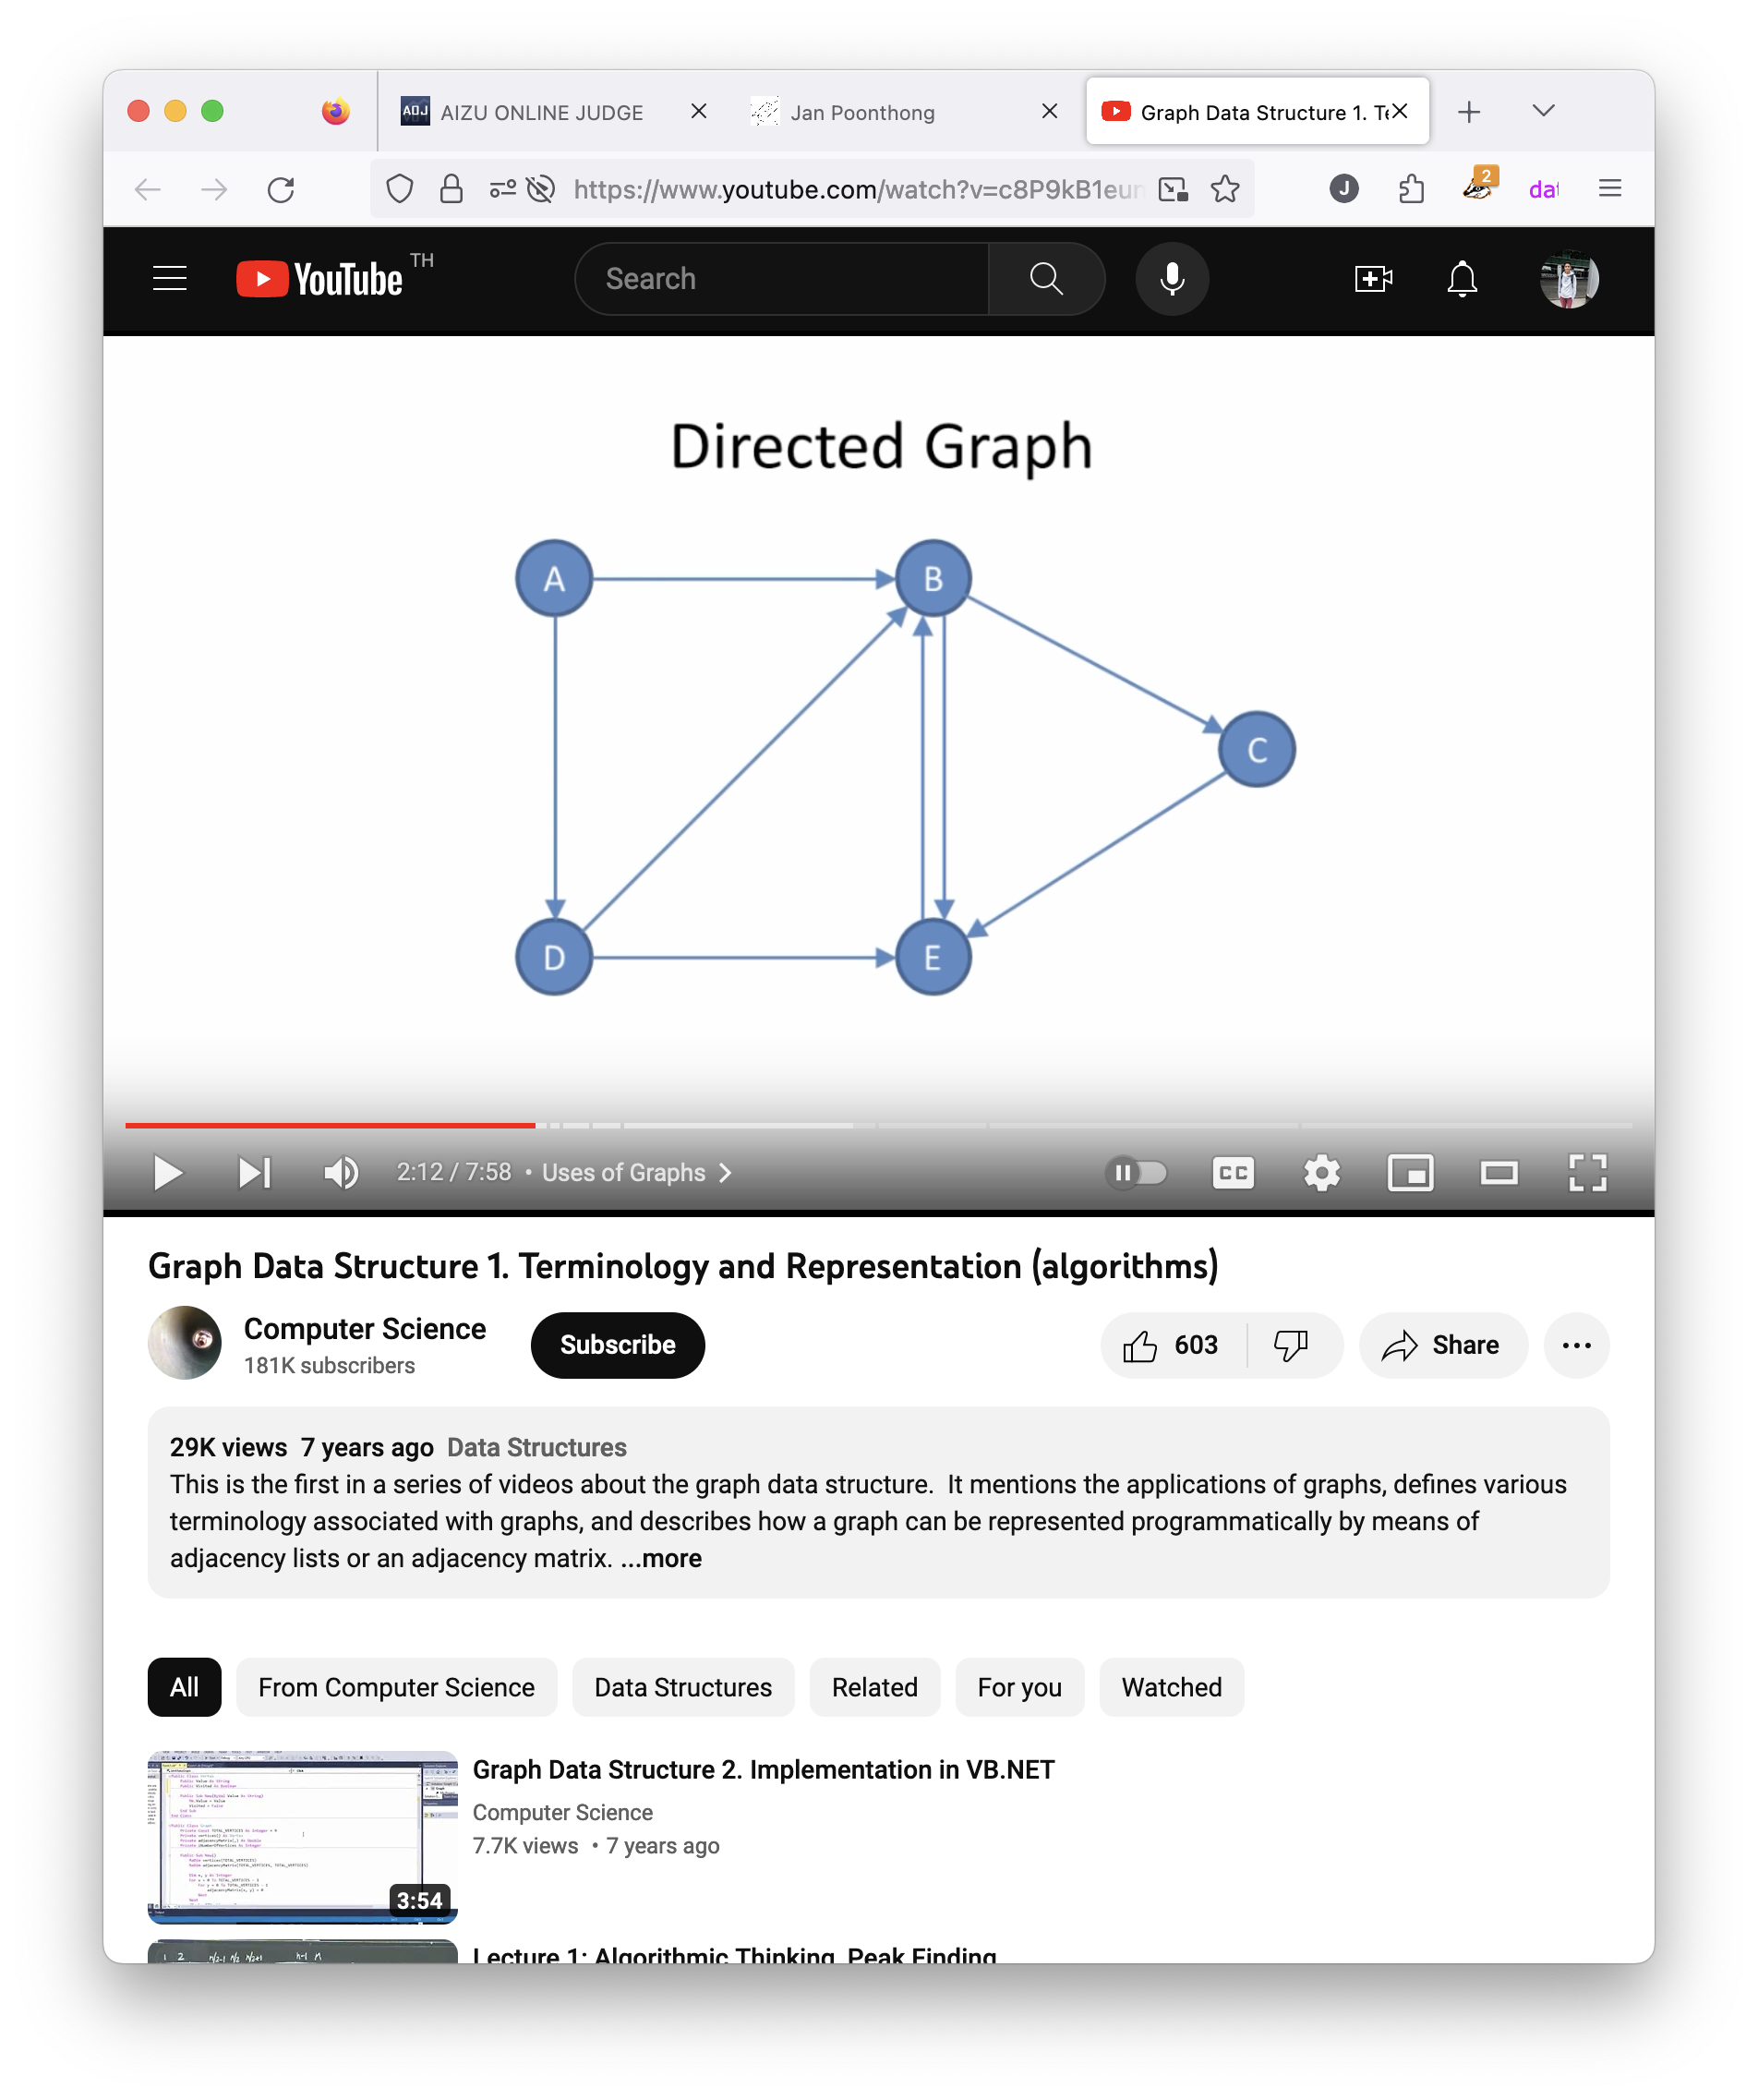 AOJ AIZU ONLINE JUDGE
Jan Poonthong
Graph Data Structure 1. Te
https://www.youtube.com/watch?v=c8P9kB1eun
J
2
dat
YouTube TH
Search
Directed Graph
A
B
C
D
E
2:12 / 7:58 • Uses of Graphs
CC
Graph Data Structure 1. Terminology and Representation (algorithms)
Computer Science
181K subscribers
Subscribe
603
Share
29K views 7 years ago Data Structures
This is the first in a series of videos about the graph data structure. It mentions the applications of graphs, defines various
terminology associated with graphs, and describes how a graph can be represented programmatically by means of
adjacency lists or an adjacency matrix. ...more
All
From Computer Science
Data Structures
Related
For you
Watched
Graph Data Structure 2. Implementation in VB.NET
Computer Science
7.7K views • 7 years ago
3:54
Lecture 1: Algorithmic Thinking, Peak Finding